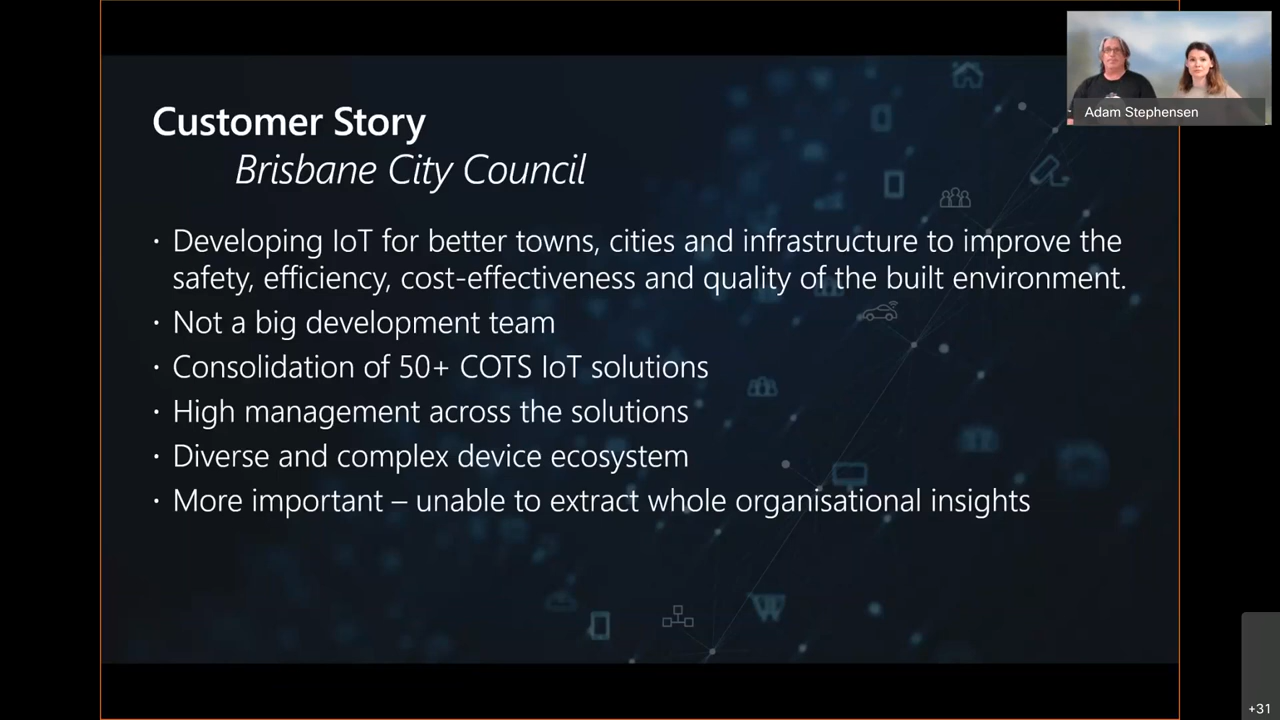 Customer Story
Brisbane City Council
· Developing IoT for better towns, cities and infrastructure to improve the
safety, efficiency, cost-effectiveness and quality of the built environment.
· Not a big development team
· Consolidation of 50+ COTS IoT solutions
· High management across the solutions
· Diverse and complex device ecosystem
· More important – unable to extract whole organisational insights
Adam Stephensen
+31